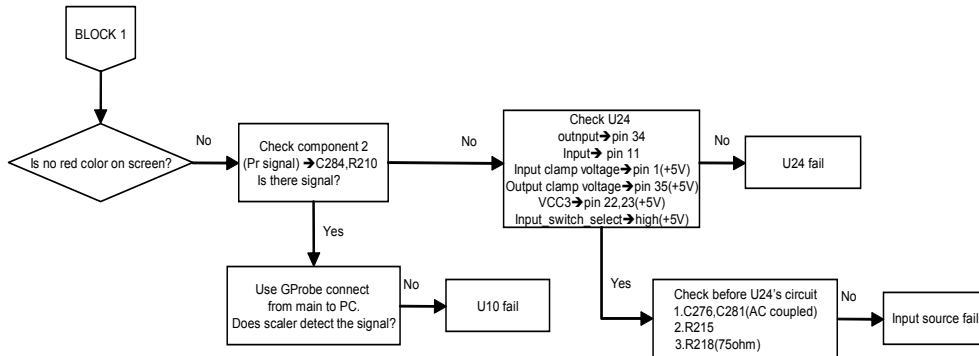 BLOCK 1
Is no red color on screen?
No
Check component 2
(Pr signal) ➔C284,R210
Is there signal?
No
Check U24
outnput➔pin 34
Input➔ pin 11
Input clamp voltage➔pin 1(+5V)
Output clamp voltage➔pin 35(+5V)
VCC3➔pin 22,23(+5V)
Input_switch_select➔high(+5V)
No
U24 fail
Yes
Use GProbe connect
from main to PC.
Does scaler detect the signal?
No
U10 fail
Yes
Check before U24's circuit
1.C276,C281(AC coupled)
2.R215
3.R218(75ohm)
No
Input source fail